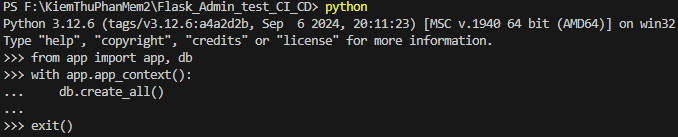 PS F:\KiemThuPhanMem2\Flask_Admin_test_CI_CD> python
Python 3.12.6 (tags/v3.12.6:a4a2d2b, Sep  6 2024, 20:11:23) [MSC v.1940 64 bit (AMD64)] on win32
Type "help", "copyright", "credits" or "license" for more information.
>>> from app import app, db
>>> with app.app_context():
...     db.create_all()
...
>>> exit()